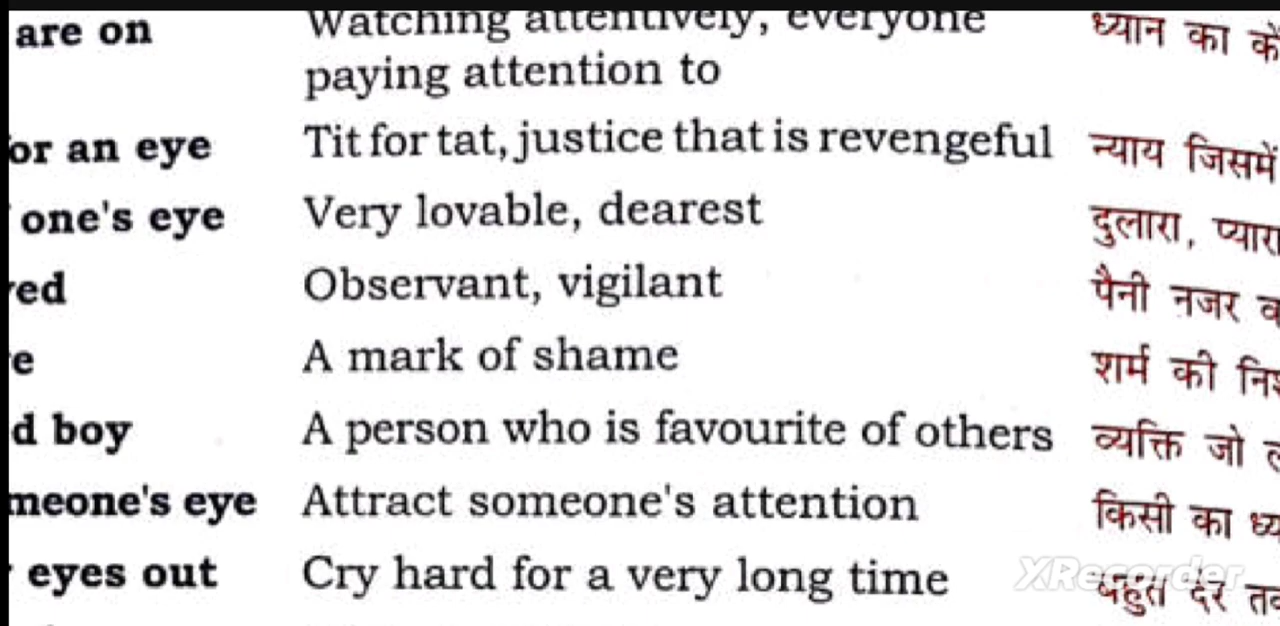 are on Watching attentively, everyone ध्यान का
paying attention to
or an eye Tit for tat, justice that is revengeful न्याय जिसमें
one's eye Very lovable, dearest दुलारा, प्यारा
ed Observant, vigilant पैनी नजर
e A mark of shame शर्म की
d boy A person who is favourite of others व्यक्ति जो
meone's eye Attract someone's attention किसी का
eyes out Cry hard for a very long time बहुत देर
XRecorder